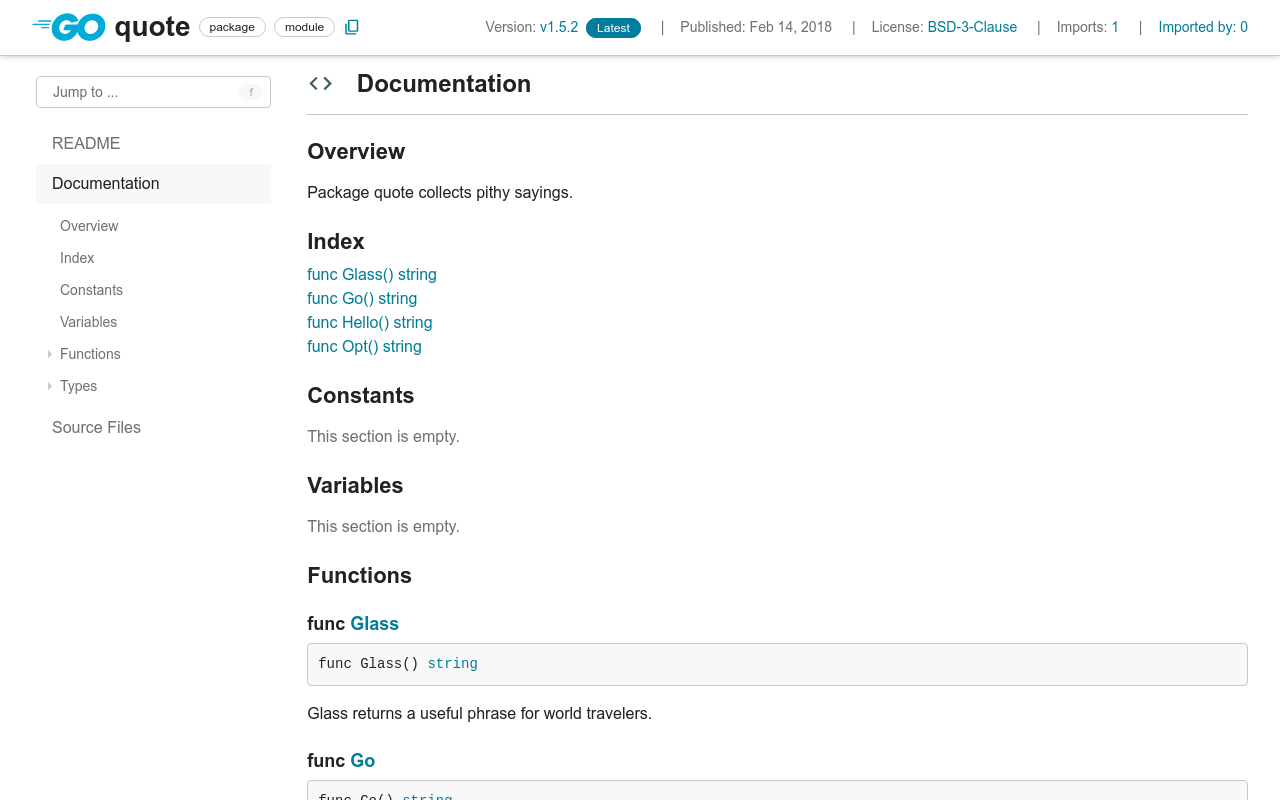 GO quote package module Version: v1.5.2 Latest | Published: Feb 14, 2018 | License: BSD-3-Clause | Imports: 1 | Imported by: 0
Jump to ... f
README
Documentation
Overview
Index
Constants
Variables
Functions
Types
Source Files
Documentation
Overview
Package quote collects pithy sayings.
Index
func Glass() string
func Go() string
func Hello() string
func Opt() string
Constants
This section is empty.
Variables
This section is empty.
Functions
func Glass
func Glass() string
Glass returns a useful phrase for world travelers.
func Go
func Go() string